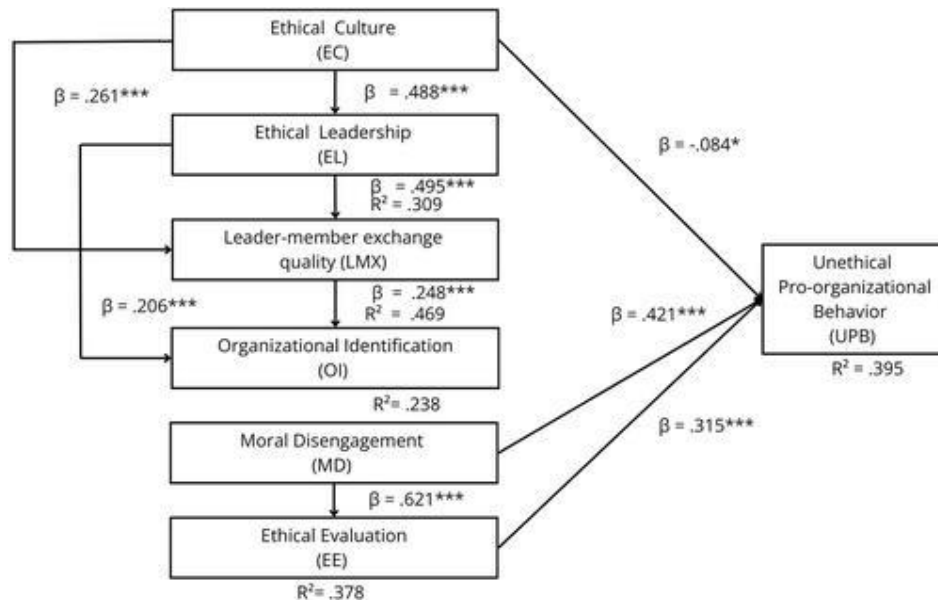 Ethical Culture
(EC)
β = .261***
β = .488***
Ethical Leadership
(EL)
β = -.084*
β = .495***
R² = .309
Leader-member exchange
quality (LMX)
β = .206***
β = .248***
R² = .469
Organizational Identification
(OI)
R²= .238
β = .421***
Unethical
Pro-organizational
Behavior
(UPB)
R² = .395
Moral Disengagement
(MD)
β = .621***
β = .315***
Ethical Evaluation
(EE)
R²= .378